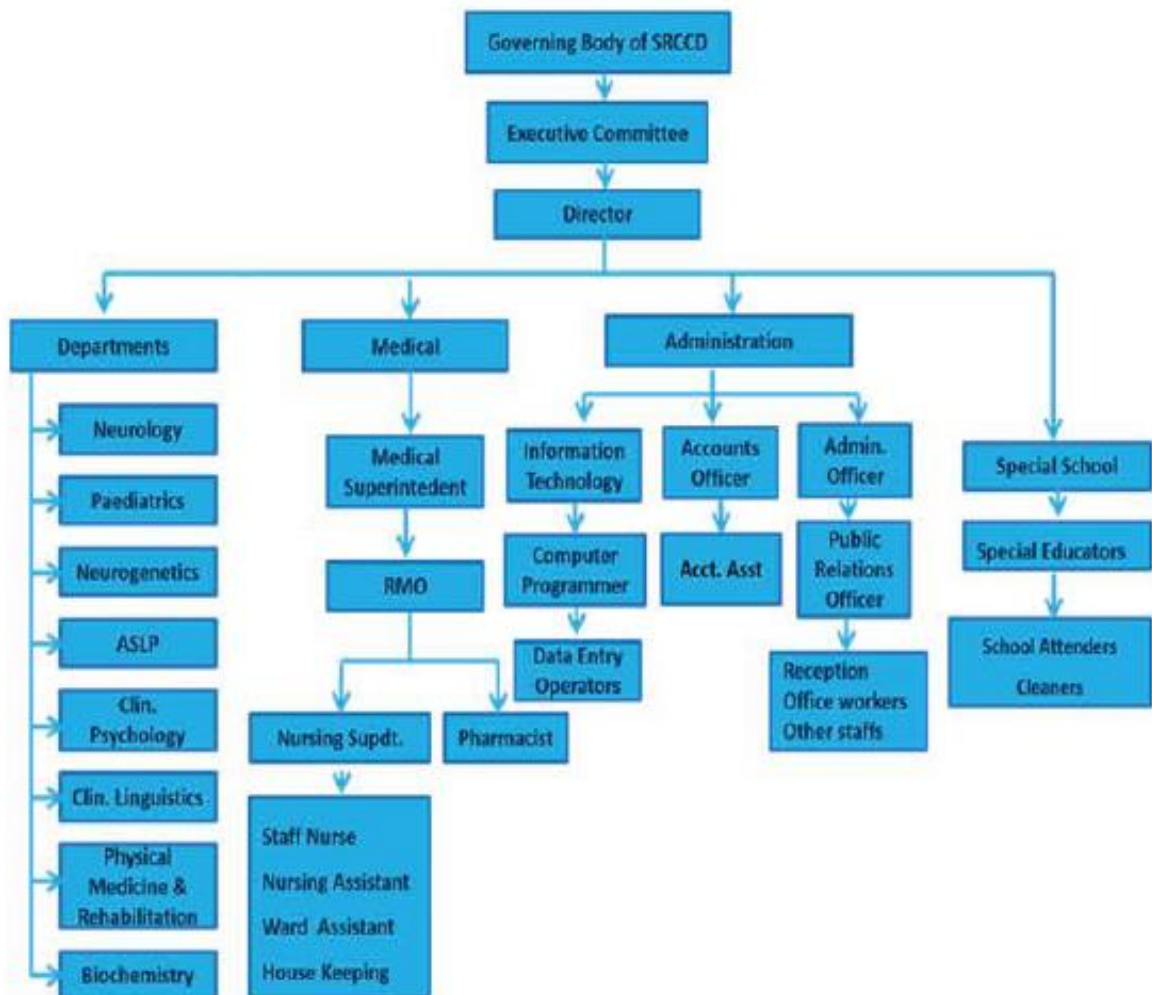 Governing Body of SRCCD
Executive Committee
Director
Departments
Neurology
Paediatrics
Neurogenetics
ASLP
Clin.
Psychology
Clin. Linguistics
Physical
Medicine &
Rehabilitation
Biochemistry
Medical
Medical
Superintedent
RMO
Nursing Supdt.
Pharmacist
Staff Nurse
Nursing Assistant
Ward Assistant
House Keeping
Administration
Information
Technology
Computer
Programmer
Data Entry
Operators
Accounts
Officer
Acct. Asst
Admin.
Officer
Public
Relations
Officer
Reception
Office workers
Other staffs
Special School
Special Educators
School Attenders
Cleaners